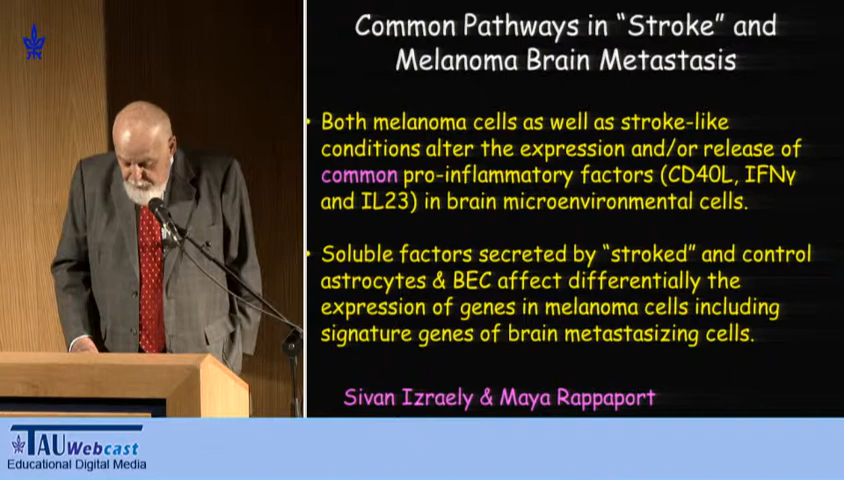 Common Pathways in “Stroke” and
Melanoma Brain Metastasis
• Both melanoma cells as well as stroke-like
conditions alter the expression and/or release of
common pro-inflammatory factors (CD40L, IFNγ
and IL23) in brain microenvironmental cells.
• Soluble factors secreted by “stroked” and control
astrocytes & BEC affect differentially the
expression of genes in melanoma cells including
signature genes of brain metastasizing cells.
Sivan Izraely & Maya Rappaport
TAU Webcast
Educational Digital Media